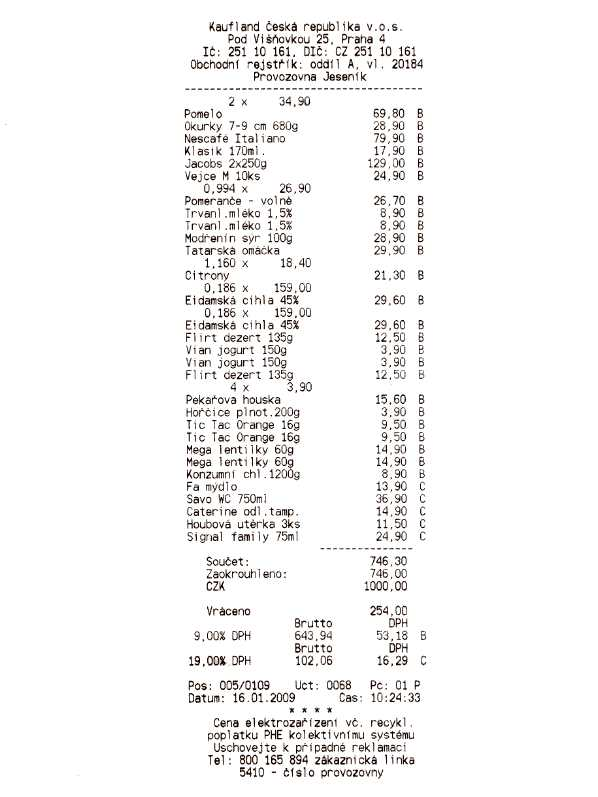 Kaufland česká republika v.o.s.
Pod Višňovkou 25, Praha 4
IČ: 251 10 161, DIČ: CZ 251 10 161
Obchodní rejstřík: oddíl A, vl. 20184
Provozovna Jeseník
--------------------------------------
2 x 34,90
Pomelo 69,80 B
Okurky 7-9 cm 680g 28,90 B
Nescafé Italiano 79,90 B
Klasik 170ml. 17,90 B
Jacobs 2x250g 129,00 B
Vejce M 10ks 24,90 B
0,994 x 26,90
Pomeranče - volné 26,70 B
Trvanl.mléko 1,5% 8,90 B
Trvanl.mléko 1,5% 8,90 B
Modřenín sýr 100g 28,90 B
Tatarská omáčka 29,90 B
1,160 x 18,40
Citrony 21,30 B
0,186 x 159,00
Eidamská cihla 45% 29,60 B
0,186 x 159,00
Eidamská cihla 45% 29,60 B
Flirt dezert 135g 12,50 B
Vian jogurt 150g 3,90 B
Vian jogurt 150g 3,90 B
Flirt dezert 135g 12,50 B
4 x 3,90
Pekařova houska 15,60 B
Hořčice plnot.200g 3,90 B
Tic Tac Orange 16g 9,50 B
Tic Tac Orange 16g 9,50 B
Mega lentilky 60g 14,90 B
Mega lentilky 60g 14,90 B
Konzumní chl.1200g 8,90 B
Fa mýdlo 13,90 C
Savo WC 750ml 36,90 C
Caterine odl.tamp. 14,90 C
Houbová utěrka 3ks 11,50 C
Signal family 75ml 24,90 C
--------------
Součet: 746,30
Zaokrouhleno: 746,00
CZK 1000,00
Vráceno 254,00
Brutto DPH
9,00% DPH 643,94 53,18 B
Brutto DPH
19,00% DPH 102,06 16,29 C
Pos: 005/0109 Uct: 0068 Pc: 01 P
Datum: 16.01.2009 Cas: 10:24:33
* * * *
Cena elektrozařízení vč. recykl.
poplatku PHE kolektivnímu systému
Uschovejte k případné reklamaci
Tel: 800 165 894 zákaznická linka
5410 - číslo provozovny